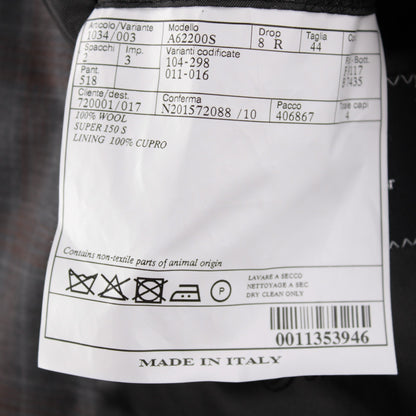 Articolo/Variante Modello Drop Taglia
1034/003 A62200S 8 R 44
Spacchi Imp. Varianti codificate
2 3 104-298
Pant. 011-016
518
Cliente/dest. Conferma Pacco capi
720001/017 N201572088 /10 406867 4
100% WOOL
SUPER 150 S
LINING 100% CUPRO
Contains non-textile parts of animal origin
P
LAVARE A SECCO
NETTOYAGE A SEC
DRY CLEAN ONLY
0011353946
MADE IN ITALY